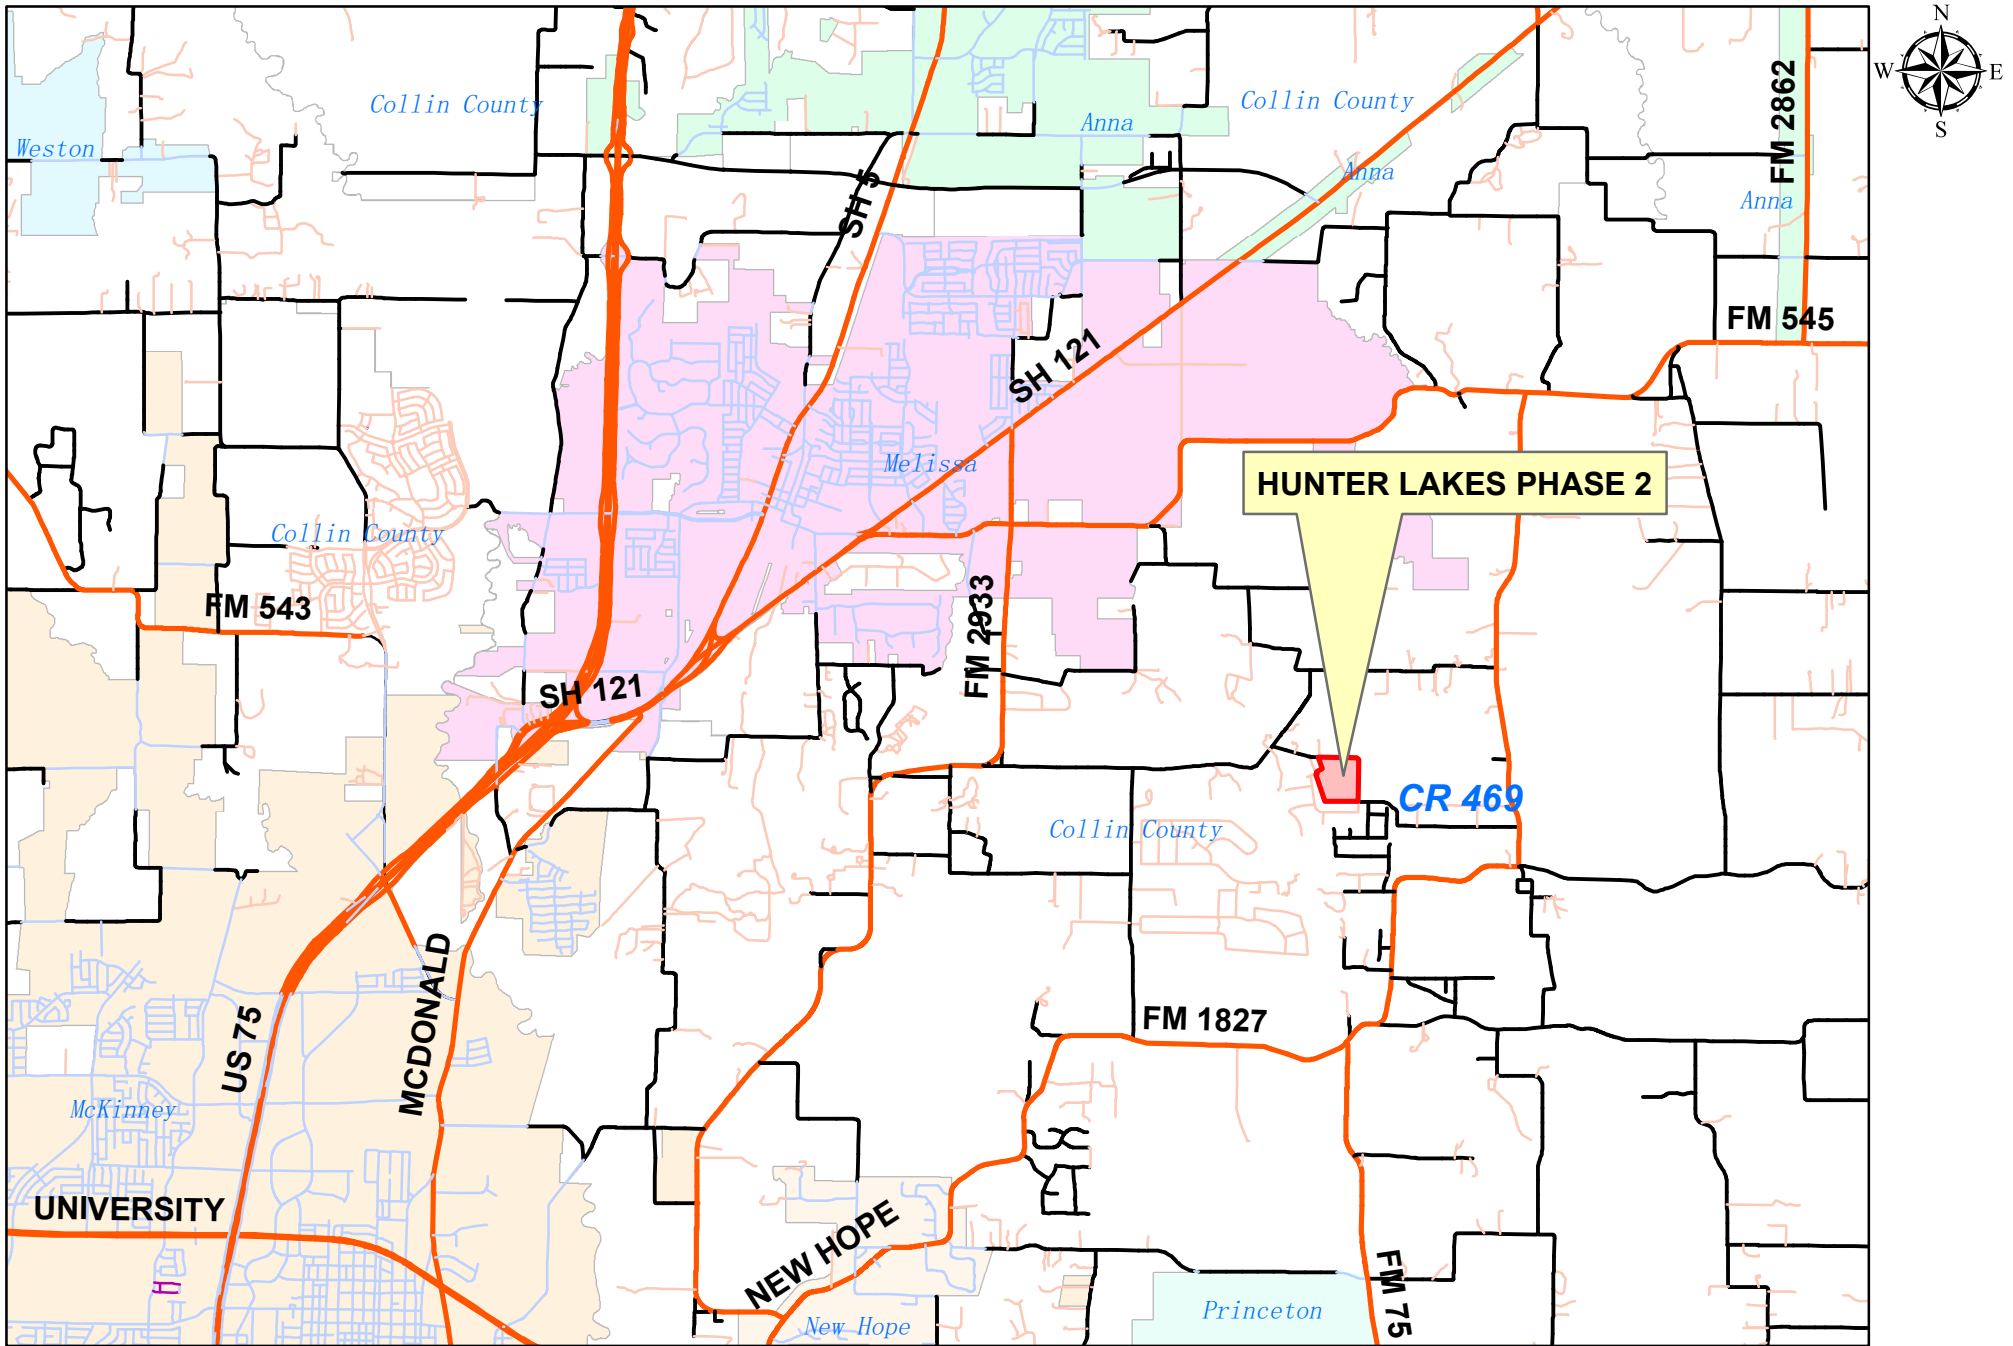 N
W
E
S
Collin County
Collin County
FM 2862
Weston
Anna
Anna
Anna
SH 5
FM 545
SH 121
Melissa
HUNTER LAKES PHASE 2
Collin County
FM 543
FM 2933
SH 121
CR 469
Collin County
MCDONALD
US 75
FM 1827
McKinney
UNIVERSITY
NEW HOPE
FM 75
Princeton
New Hope